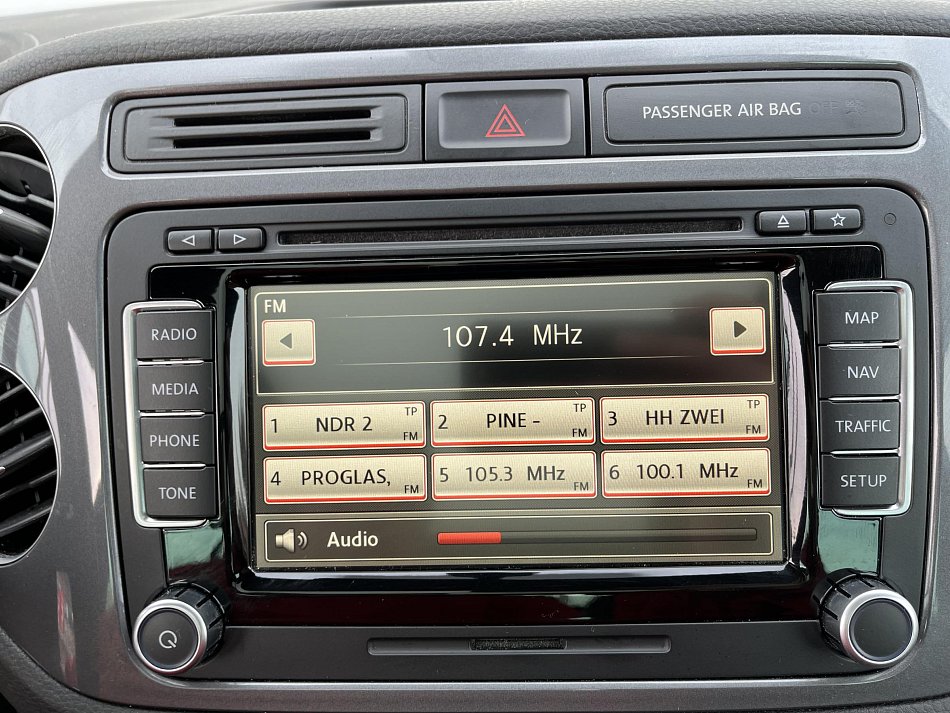 PASSENGER AIR BAG OFF
FM
107.4 MHz
RADIO
MEDIA
PHONE
TONE
1 NDR 2 TP FM
2 PINE - TP FM
3 HH ZWEI TP FM
4 PROGLAS, FM
5 105.3 MHz FM
6 100.1 MHz FM
Audio
MAP
NAV
TRAFFIC
SETUP